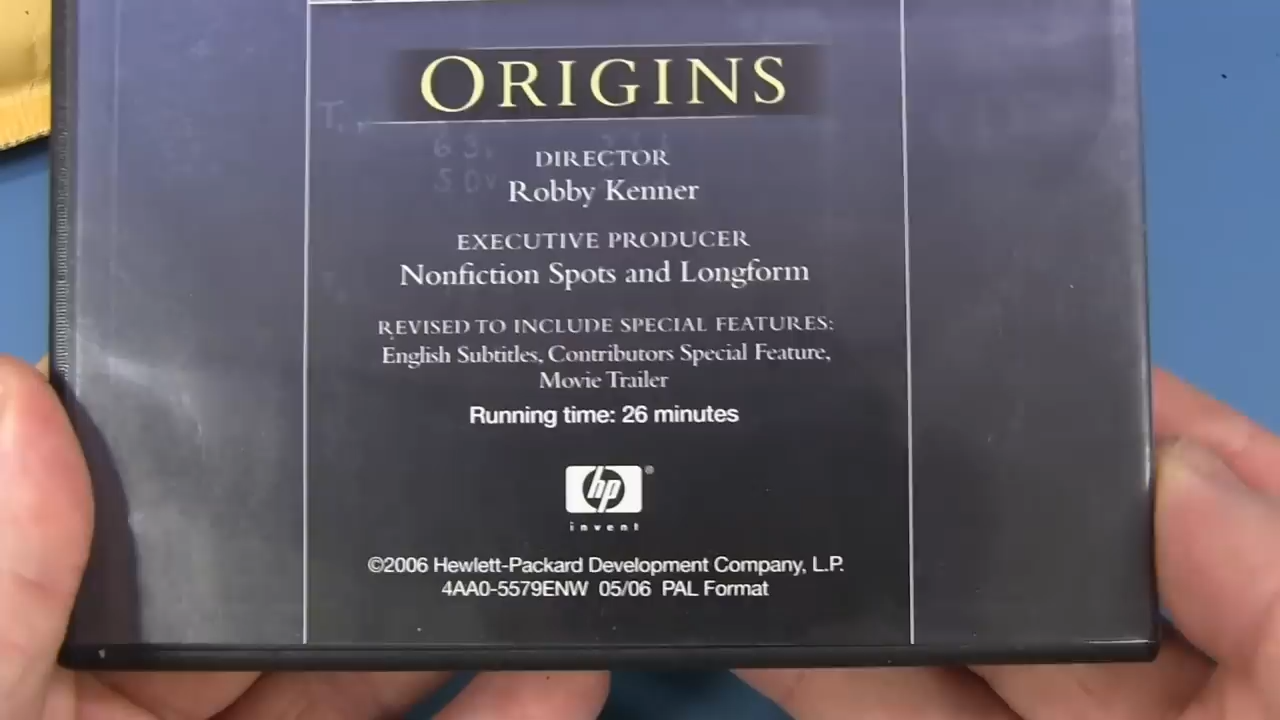 ORIGINS
DIRECTOR
Robby Kenner
EXECUTIVE PRODUCER
Nonfiction Spots and Longform
REVISED TO INCLUDE SPECIAL FEATURES:
English Subtitles, Contributors Special Feature,
Movie Trailer
Running time: 26 minutes
hp®
invent
©2006 Hewlett-Packard Development Company, L.P.
4AA0-5579ENW 05/06 PAL Format